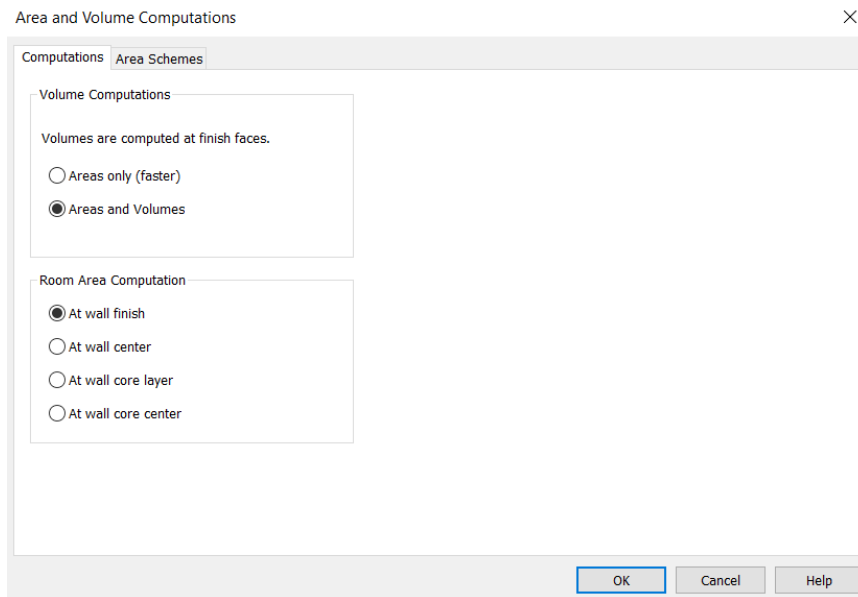 Area and Volume Computations
Computations
Area Schemes
Volume Computations
Volumes are computed at finish faces.
Areas only (faster)
Areas and Volumes
Room Area Computation
At wall finish
At wall center
At wall core layer
At wall core center
OK
Cancel
Help